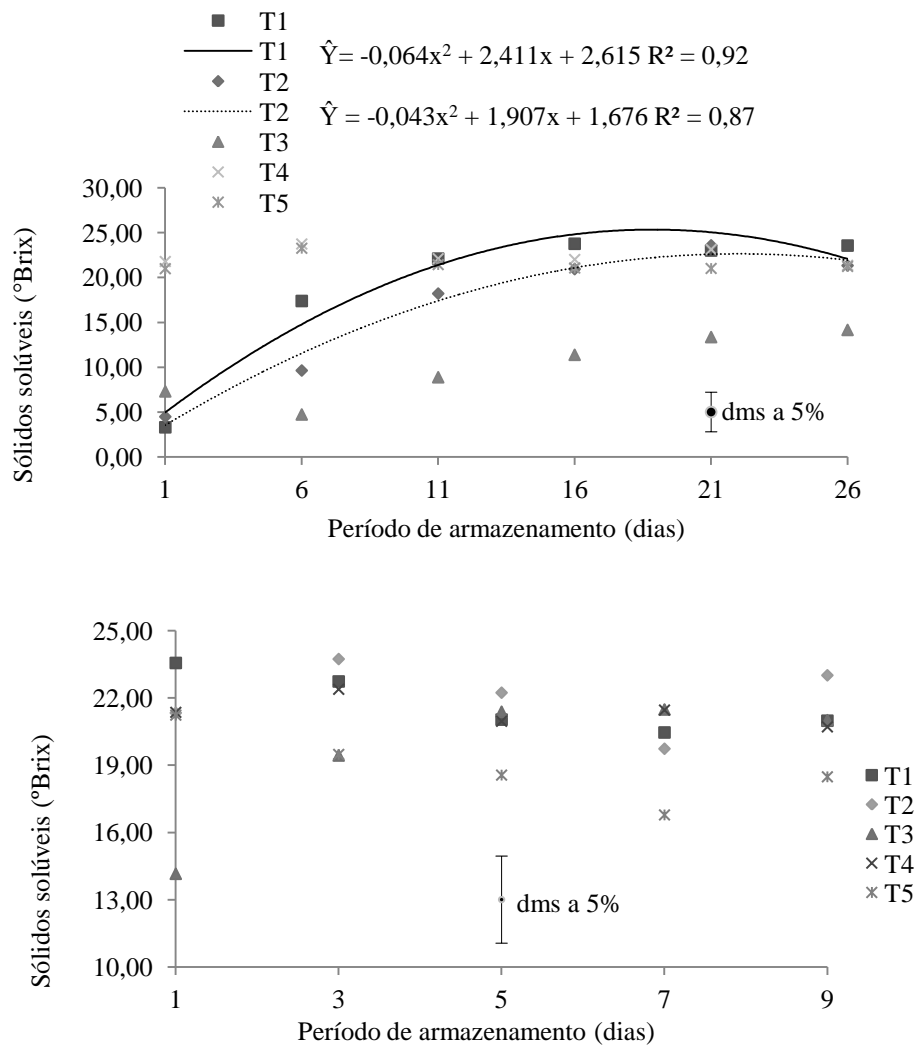 T1
T1 Ŷ= -0,064x² + 2,411x + 2,615 R² = 0,92
T2
T2 Ŷ = -0,043x² + 1,907x + 1,676 R² = 0,87
T3
T4
T5
30,00
25,00
20,00
15,00
10,00
5,00
0,00
Sólidos solúveis (°Brix)
dms a 5%
1 6 11 16 21 26
Período de armazenamento (dias)
25,00
22,00
19,00
16,00
13,00
10,00
Sólidos solúveis (ºBrix)
T1
T2
T3
T4
T5
dms a 5%
1 3 5 7 9
Período de armazenamento (dias)